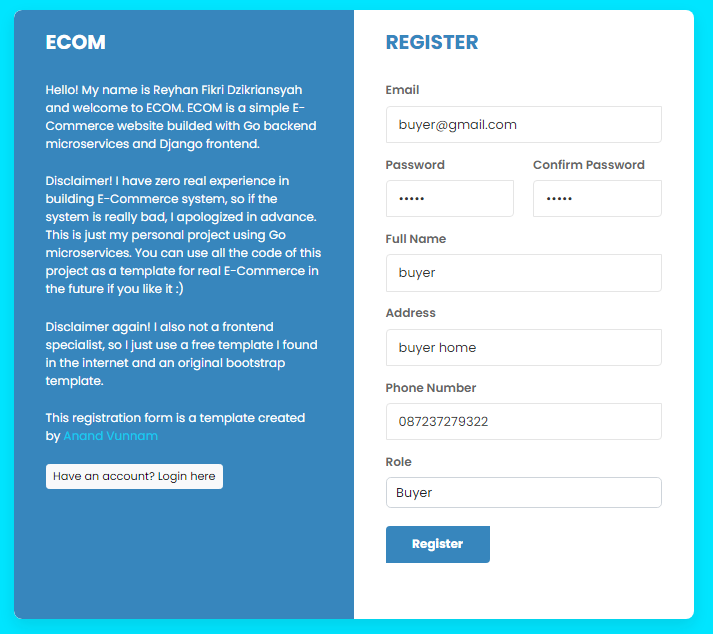 ECOM
Hello! My name is Reyhan Fikri Dzikriansyah
and welcome to ECOM. ECOM is a simple E-
Commerce website builded with Go backend
microservices and Django frontend.
Disclaimer! I have zero real experience in
building E-Commerce system, so if the
system is really bad, I apologized in advance.
This is just my personal project using Go
microservices. You can use all the code of this
project as a template for real E-Commerce in
the future if you like it :)
Disclaimer again! I also not a frontend
specialist, so I just use a free template I found
in the internet and an original bootstrap
template.
This registration form is a template created
by Anand Vunnam
Have an account? Login here
REGISTER
Email
buyer@gmail.com
Password Confirm Password
••••• •••••
Full Name
buyer
Address
buyer home
Phone Number
087237279322
Role
Buyer
Register